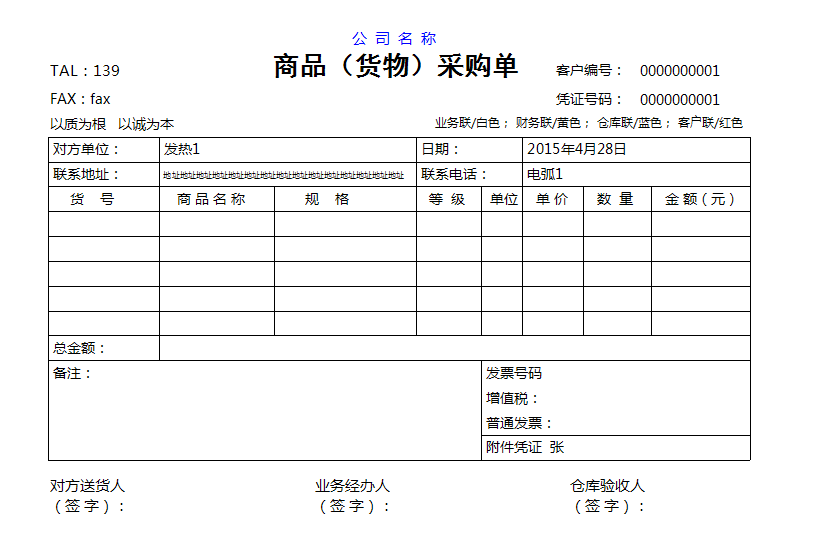 公 司 名 称
商品（货物）采购单
TAL：139 客户编号： 0000000001
FAX：fax 凭证号码： 0000000001
以质为根 以诚为本 业务联/白色； 财务联/黄色； 仓库联/蓝色； 客户联/红色
对方单位： 发热1 日期： 2015年4月28日
联系地址： 地址地址地址地址地址地址地址地址地址地址地址地址地址地址地址 联系电话： 电弧1
货 号 商 品 名 称 规 格 等 级 单位 单 价 数 量 金 额（ 元 ）
总金额：
备注： 发票号码
增值税：
普通发票：
附件凭证 张
对方送货人 业务经办人 仓库验收人
（ 签 字 ）： （ 签 字 ）： （ 签 字 ）：